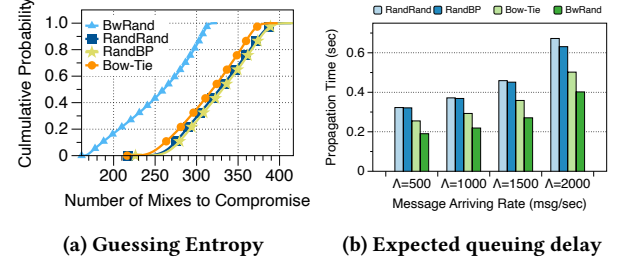 Culmulative Probability
1.0
0.8
0.6
0.4
0.2
0
BwRand
RandRand
RandBP
Bow-Tie
200 250 300 350 400
Number of Mixes to Compromise
(a) Guessing Entropy
RandRand RandBP Bow-Tie BwRand
Propagation Time (sec)
0.6
0.4
0.2
0
Λ=500 Λ=1000 Λ=1500 Λ=2000
Message Arriving Rate (msg/sec)
(b) Expected queuing delay